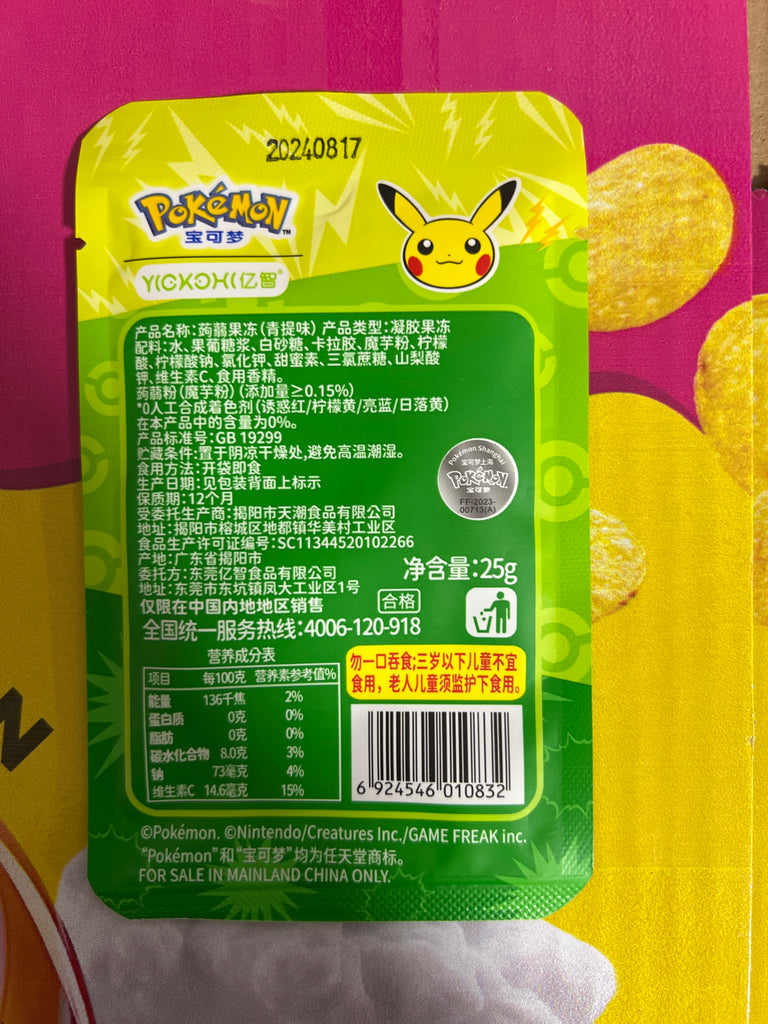 20240817
POKÉMON™
宝可梦
YICKOHI亿智®
产品名称:蒟蒻果冻(青提味) 产品类型:凝胶果冻
配料:水、果葡糖浆、白砂糖、卡拉胶、魔芋粉、柠檬
酸、柠檬酸钠、氯化钾、甜蜜素、三氯蔗糖、山梨酸
钾、维生素C、食用香精。
蒟蒻粉(魔芋粉)(添加量≥0.15%)
*0人工合成着色剂(诱惑红/柠檬黄/亮蓝/日落黄)
在本产品中的含量为0%。
产品标准号:GB 19299
贮藏条件:置于阴凉干燥处,避免高温潮湿。
食用方法:开袋即食
生产日期:见包装背面上标示
保质期:12个月
受委托生产商:揭阳市天潮食品有限公司
地址:揭阳市榕城区地都镇华美村工业区
食品生产许可证编号:SC11344520102266
产地:广东省揭阳市
委托方:东莞亿智食品有限公司
地址:东莞市东坑镇凤大工业区1号
仅限在中国内地地区销售 合格
全国统一服务热线:4006-120-918
Pokémon Shanghai
宝可梦上海
POKÉMON
宝可梦
FF-2023-
00713(A)
净含量:25g
营养成分表
项目 每100克 营养素参考值%
能量 136千焦 2%
蛋白质 0克 0%
脂肪 0克 0%
碳水化合物 8.0克 3%
钠 73毫克 4%
维生素C 14.6毫克 15%
勿一口吞食;三岁以下儿童不宜
食用，老人儿童须监护下食用。
6 924546 010832
©Pokémon. ©Nintendo/Creatures Inc./GAME FREAK inc.
“Pokémon”和“宝可梦”均为任天堂商标。
FOR SALE IN MAINLAND CHINA ONLY.
N